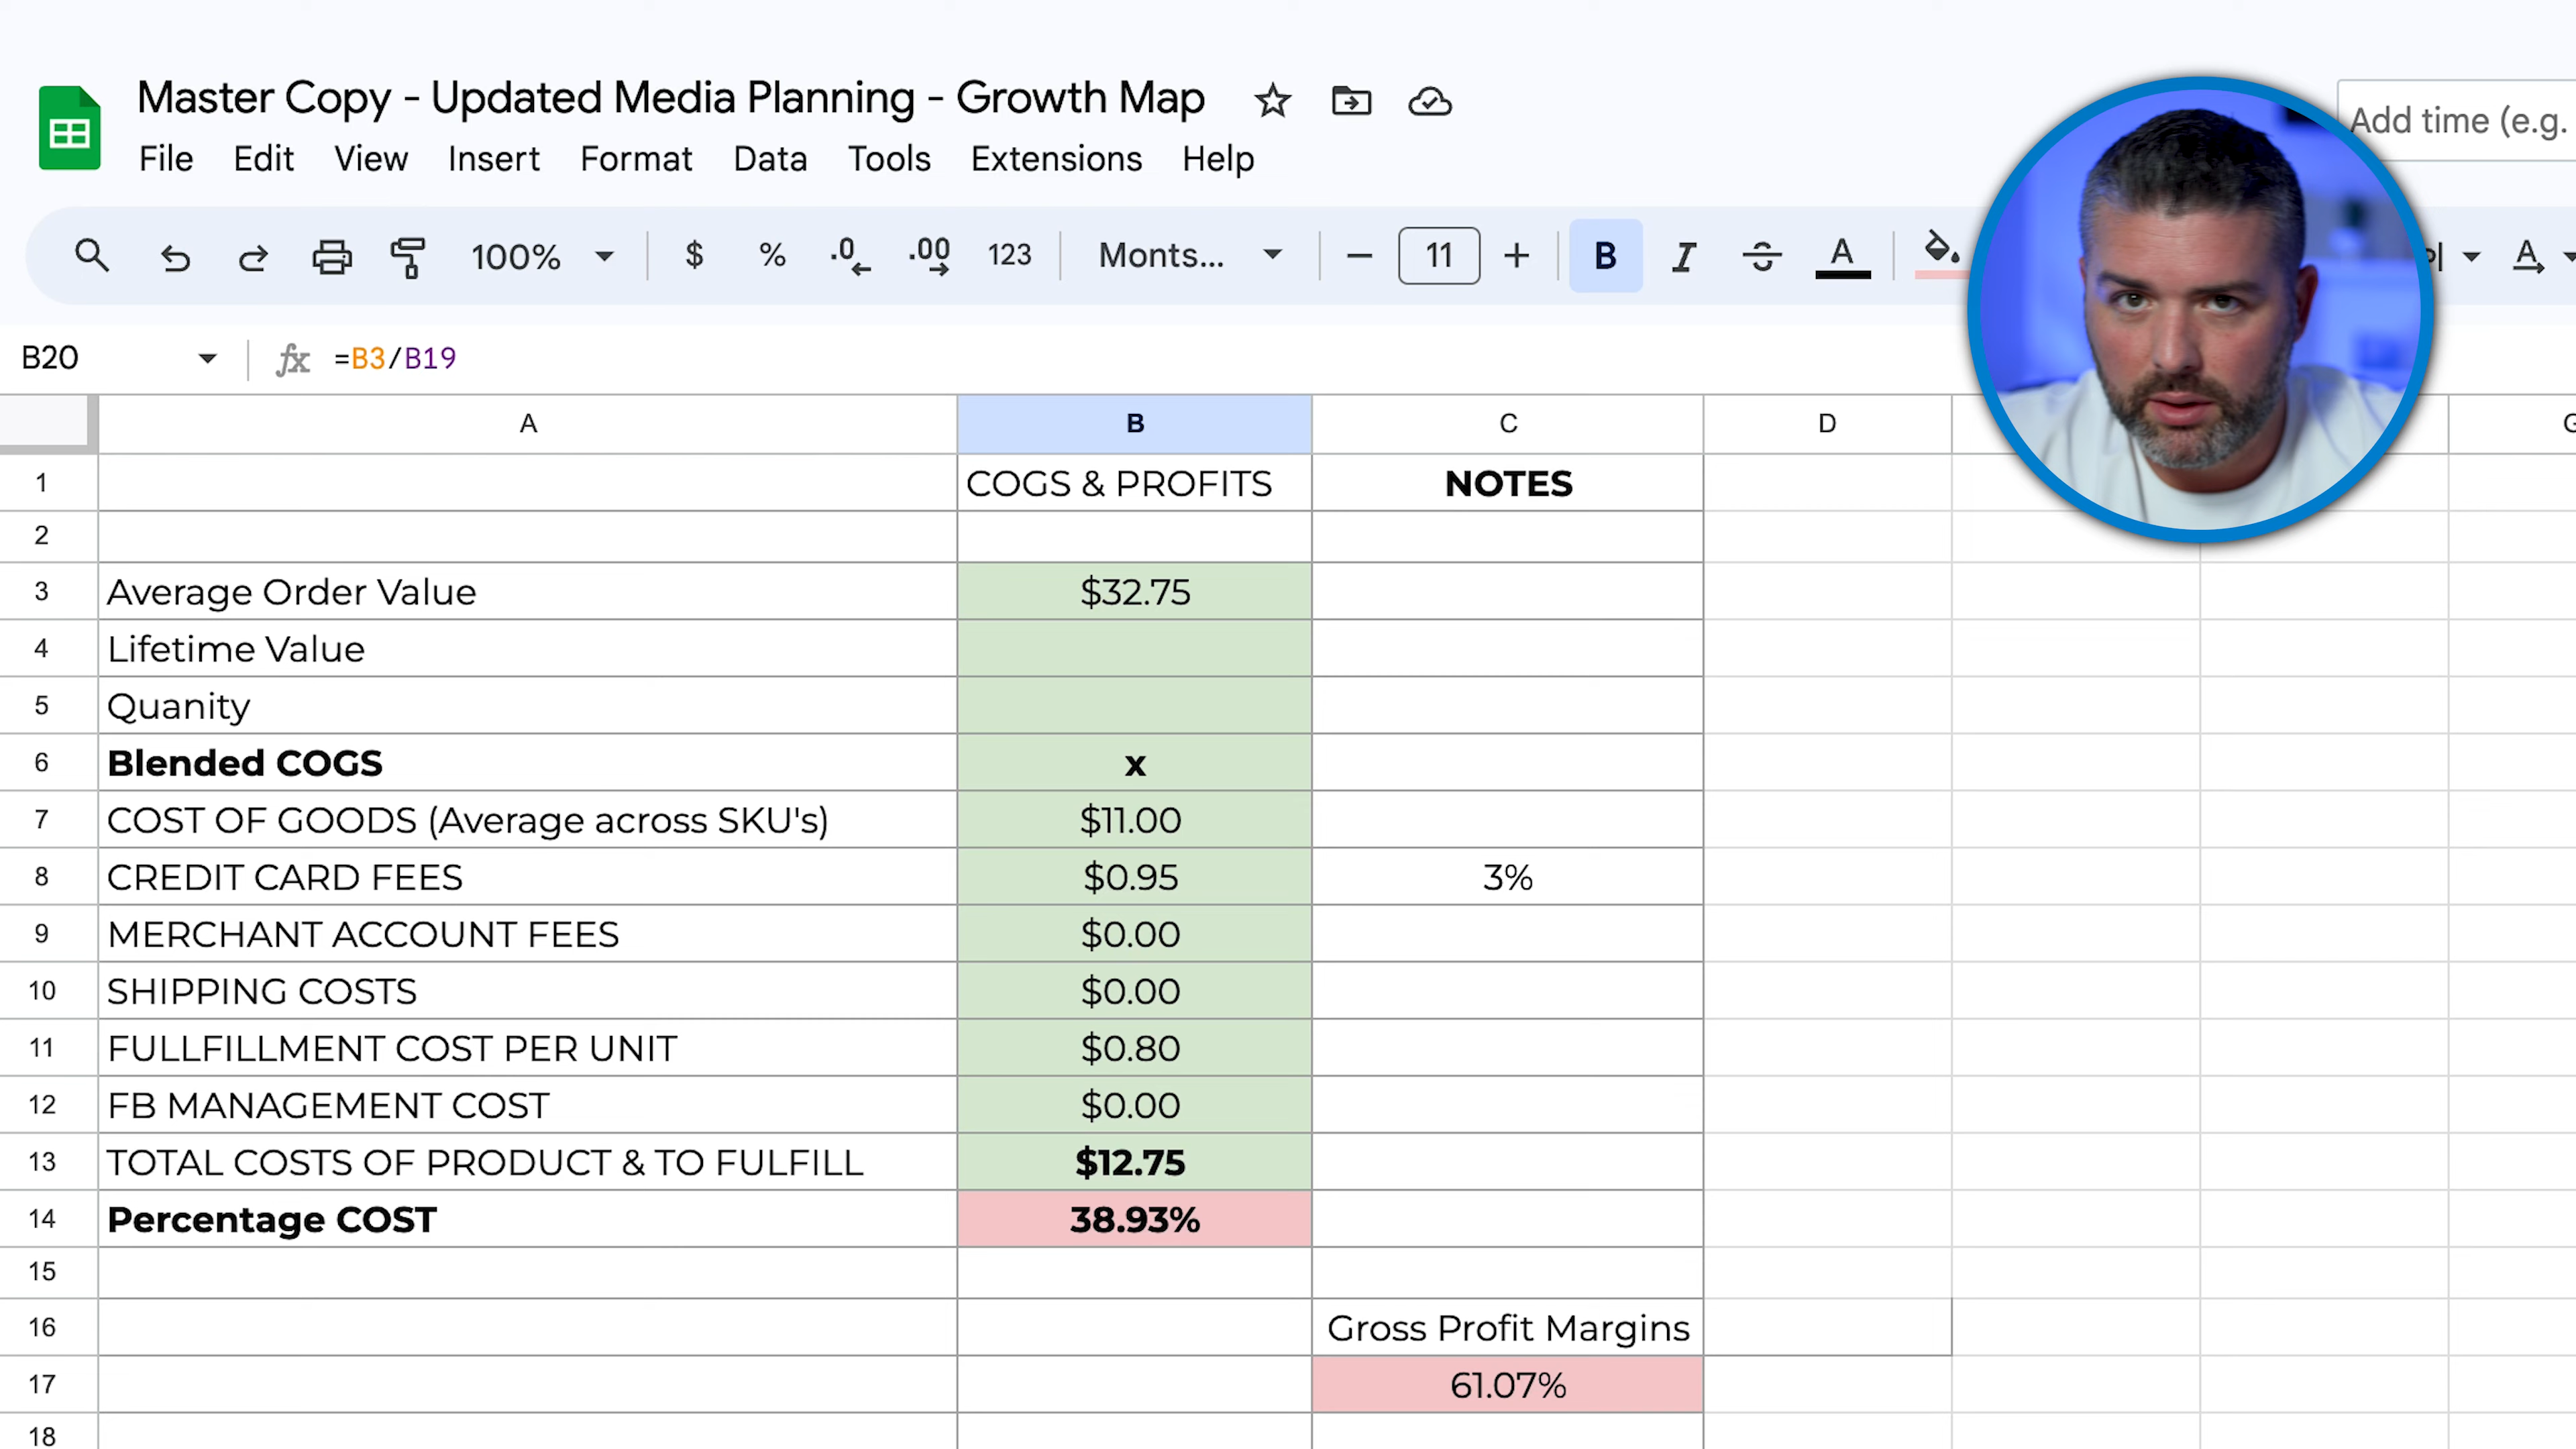 Master Copy - Updated Media Planning - Growth Map
Add time (e.g.
File Edit View Insert Format Data Tools Extensions Help
100% $ % .0 .00 123 Monts... 11 B I S A A
B20 fx =B3/B19
A B C D
1 COGS & PROFITS NOTES
2
3 Average Order Value $32.75
4 Lifetime Value
5 Quanity
6 Blended COGS x
7 COST OF GOODS (Average across SKU's) $11.00
8 CREDIT CARD FEES $0.95 3%
9 MERCHANT ACCOUNT FEES $0.00
10 SHIPPING COSTS $0.00
11 FULLFILLMENT COST PER UNIT $0.80
12 FB MANAGEMENT COST $0.00
13 TOTAL COSTS OF PRODUCT & TO FULFILL $12.75
14 Percentage COST 38.93%
15
16 Gross Profit Margins
17 61.07%
18